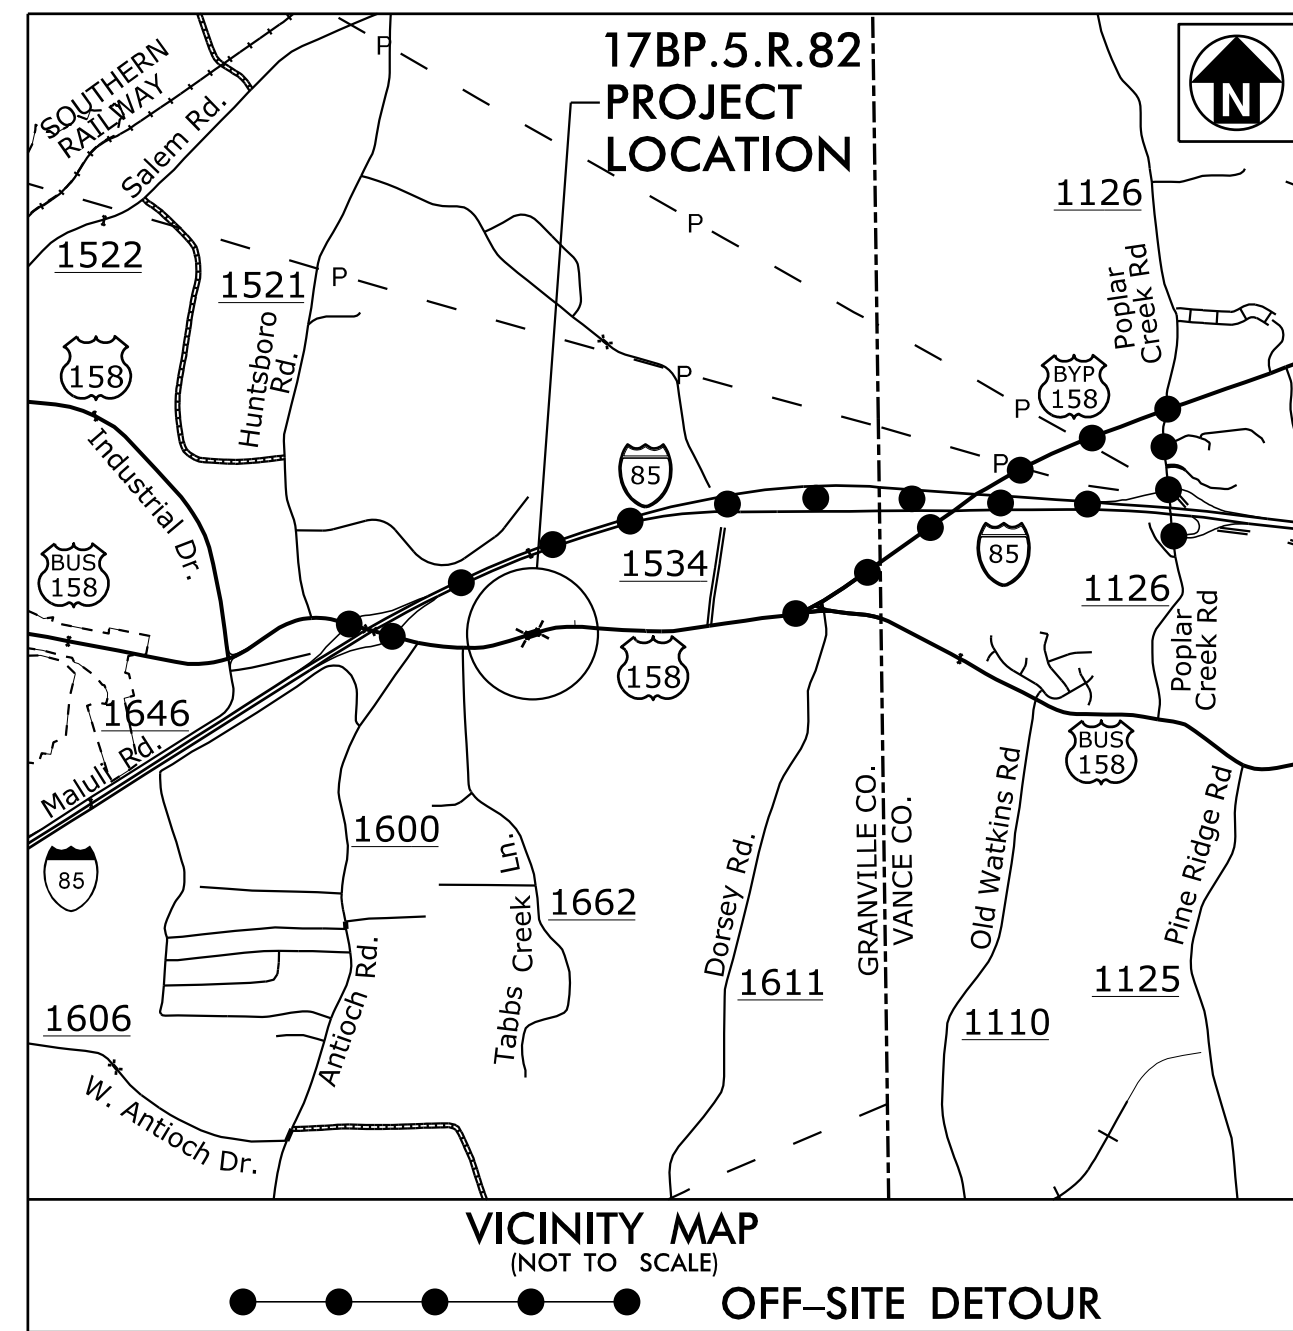 17BP.5.R.82
PROJECT
LOCATION
N
P
SOUTHERN
RAILWAY
Salem Rd.
1522
1521
Huntsboro
Rd.
P
P
P
P
P
1126
Poplar
Creek Rd
158
Industrial Dr.
BYP
158
85
BUS
158
1534
85
1126
Poplar
Creek Rd
158
1646
Maluli Rd.
85
BUS
158
1600
Tabbs Creek Ln.
1662
Dorsey Rd.
1611
GRANVILLE CO.
VANCE CO.
Old Watkins Rd
1110
Pine Ridge Rd
1125
1606
W. Antioch Dr.
Antioch Rd.
VICINITY MAP
(NOT TO SCALE)
OFF–SITE DETOUR